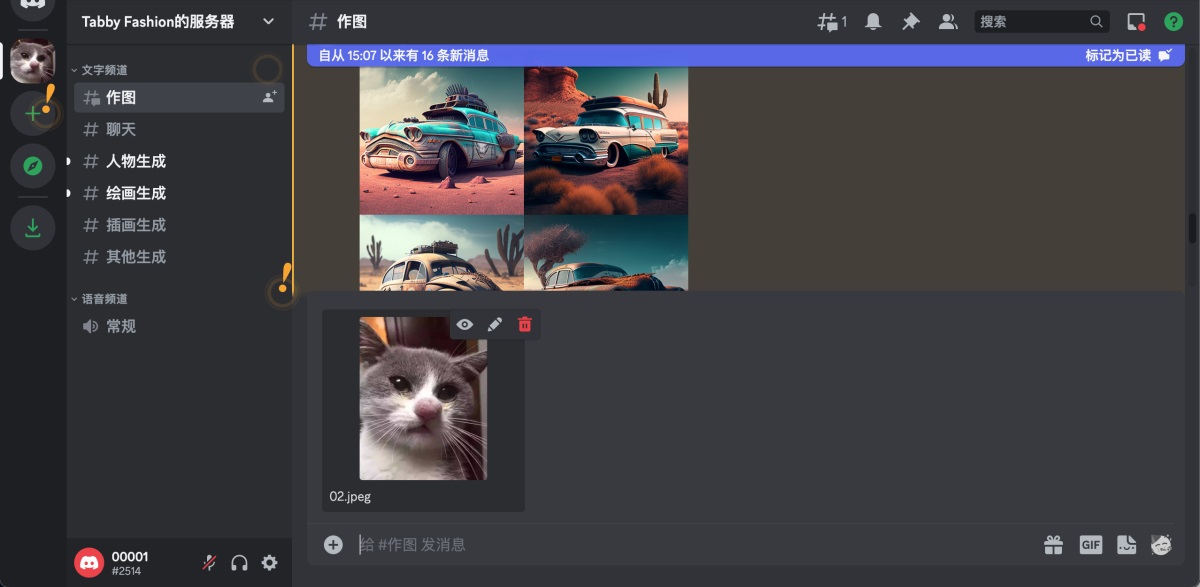 Tabby Fashion的服务器
作图
1
搜索
自从 15:07 以来有 16 条新消息
标记为已读
文字频道
作图
聊天
人物生成
绘画生成
插画生成
其他生成
语音频道
常规
02.jpeg
00001
#2514
给 #作图 发消息
GIF